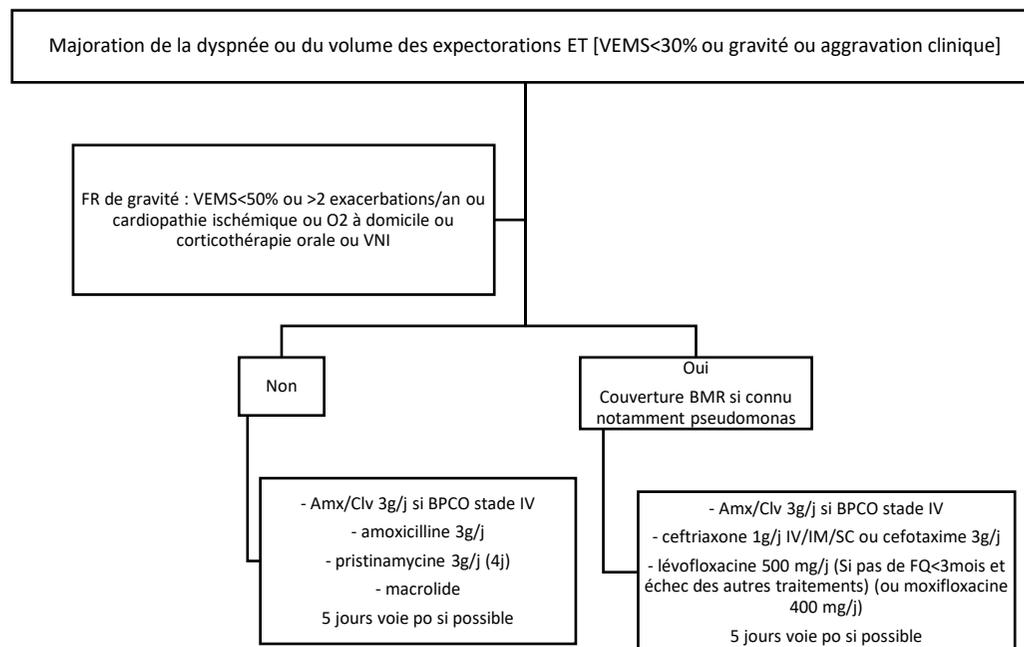 Majoration de la dyspnée ou du volume des expectorations ET [VEMS<30% ou gravité ou aggravation clinique]
FR de gravité : VEMS<50% ou >2 exacerbations/an ou
cardiopathie ischémique ou O2 à domicile ou
corticothérapie orale ou VNI
Non
Oui
Couverture BMR si connu
notamment pseudomonas
- Amx/Clv 3g/j si BPCO stade IV
- amoxicilline 3g/j
- pristinamycine 3g/j (4j)
- macrolide
5 jours voie po si possible
- Amx/Clv 3g/j si BPCO stade IV
- ceftriaxone 1g/j IV/IM/SC ou cefotaxime 3g/j
- lévofloxacine 500 mg/j (Si pas de FQ<3mois et
échec des autres traitements) (ou moxifloxacine
400 mg/j)
5 jours voie po si possible